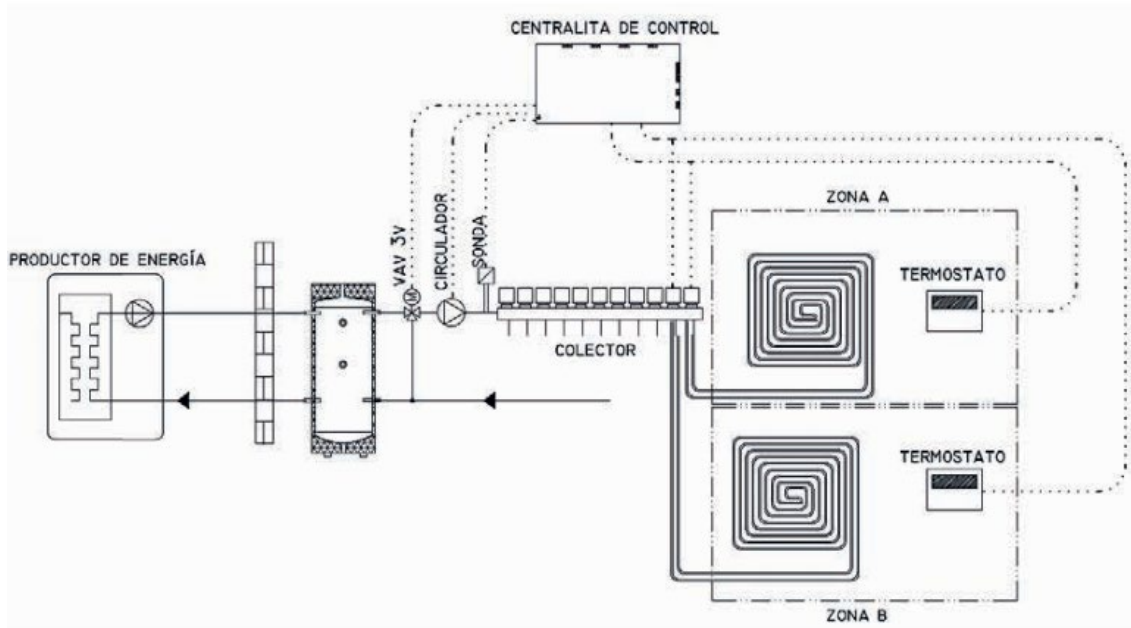 CENTRALITA DE CONTROL
ZONA A
PRODUCTOR DE ENERGÍA
VAV 3V
CIRCULADOR
SONDA
M
TERMOSTATO
COLECTOR
TERMOSTATO
ZONA B